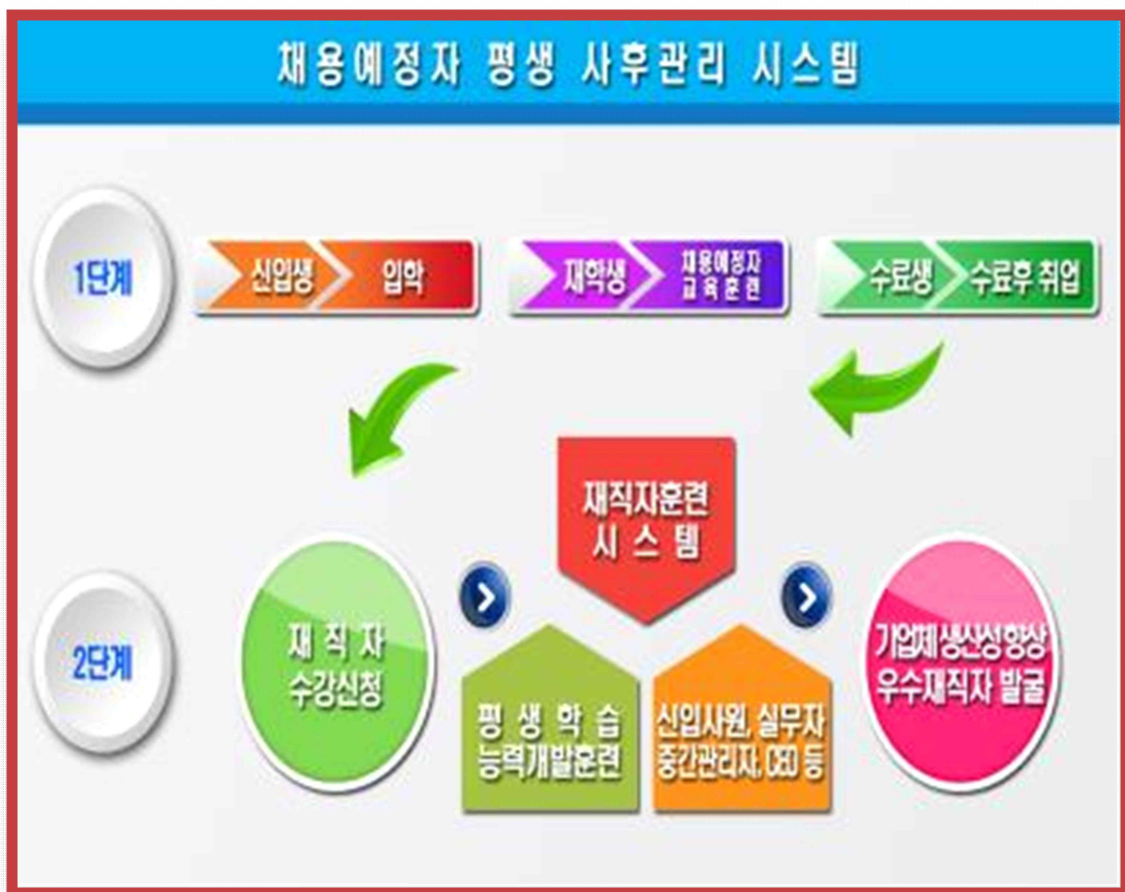 채용예정자 평생 사후관리 시스템
1단계
신입생
입학
재학생
채용예정자
교육훈련
수료생
수료후 취업
재직자훈련
시 스 템
2단계
재 직 자
수강신청
평 생 학 습
능력개발훈련
신입사원, 실무자
중간관리자, CEO 등
기업체 생산성 향상
우수재직자 발굴